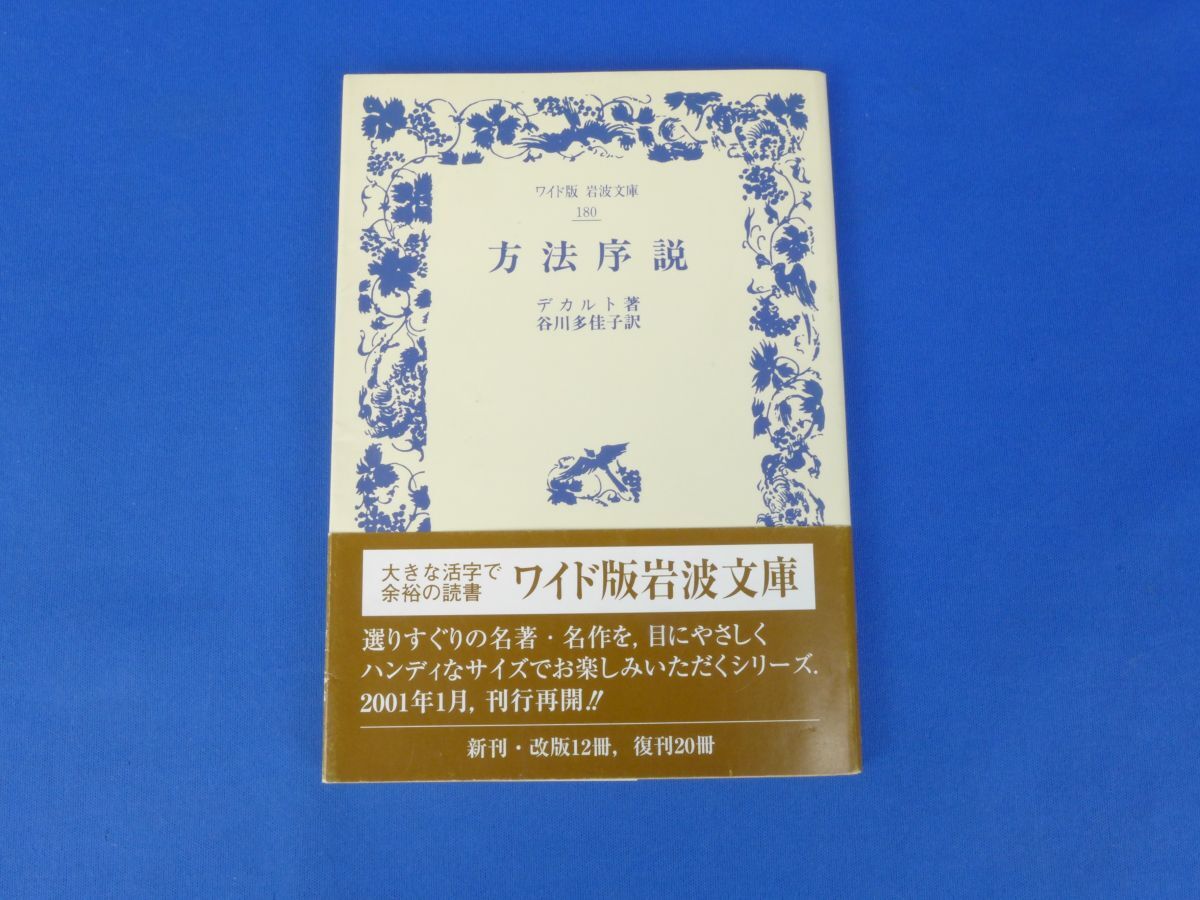 ワイド版 岩波文庫
180
方法序説
デカルト著
谷川多佳子訳
大きな活字で
余裕の読書
ワイド版岩波文庫
選りすぐりの名著・名作を, 目にやさしく
ハンディなサイズでお楽しみいただくシリーズ.
2001年1月, 刊行再開!!
新刊・改版12冊, 復刊20冊